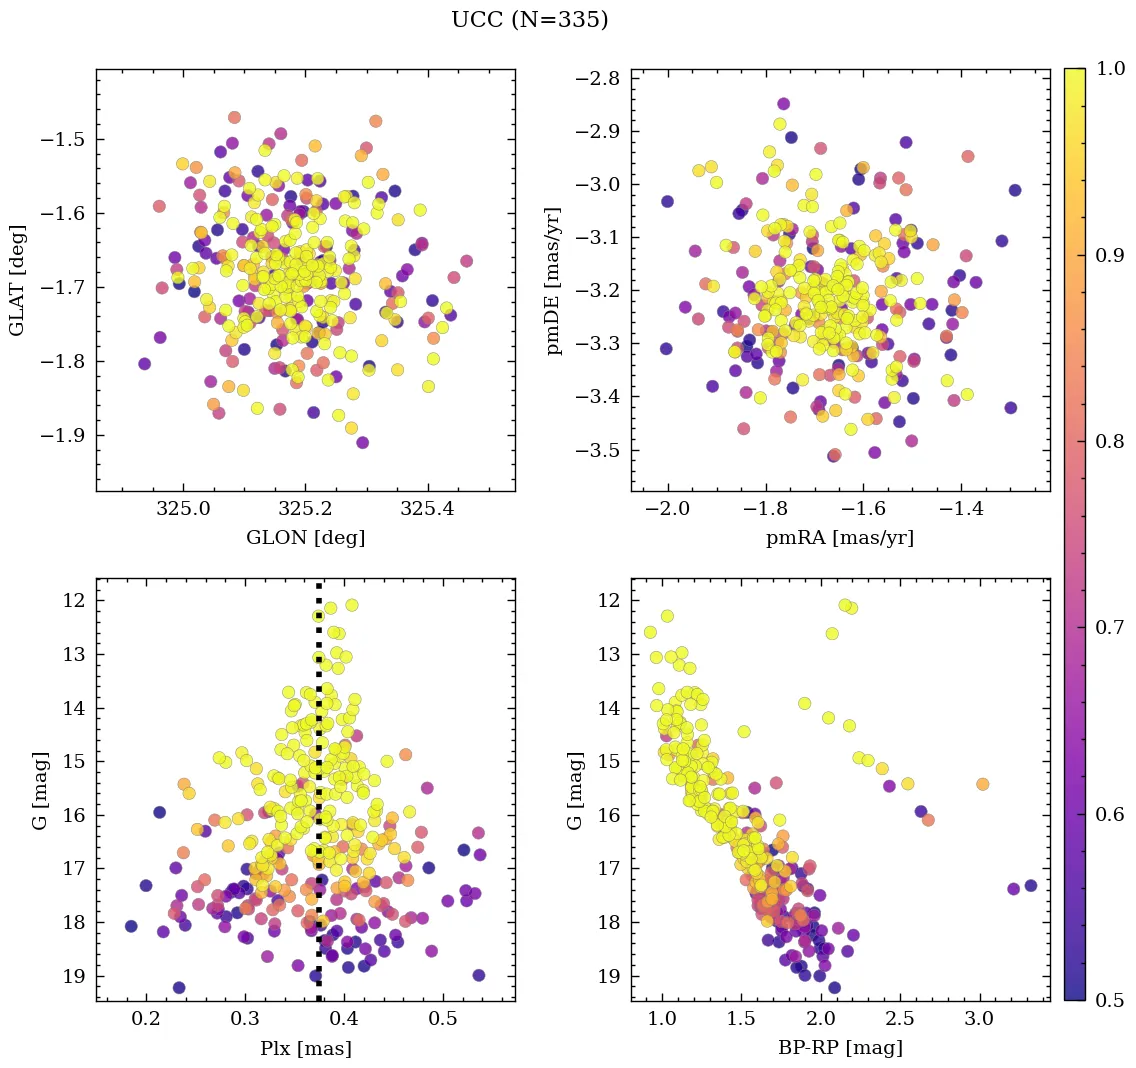 UCC (N=335)
−1.5
−1.6
−1.7
−1.8
−1.9
GLAT [deg]
325.0 325.2 325.4
GLON [deg]
−2.8
−2.9
−3.0
−3.1
−3.2
−3.3
−3.4
−3.5
pmDE [mas/yr]
−2.0 −1.8 −1.6 −1.4
pmRA [mas/yr]
12
13
14
15
16
17
18
19
G [mag]
0.2 0.3 0.4 0.5
Plx [mas]
12
13
14
15
16
17
18
19
G [mag]
1.0 1.5 2.0 2.5 3.0
BP-RP [mag]
1.0
0.9
0.8
0.7
0.6
0.5